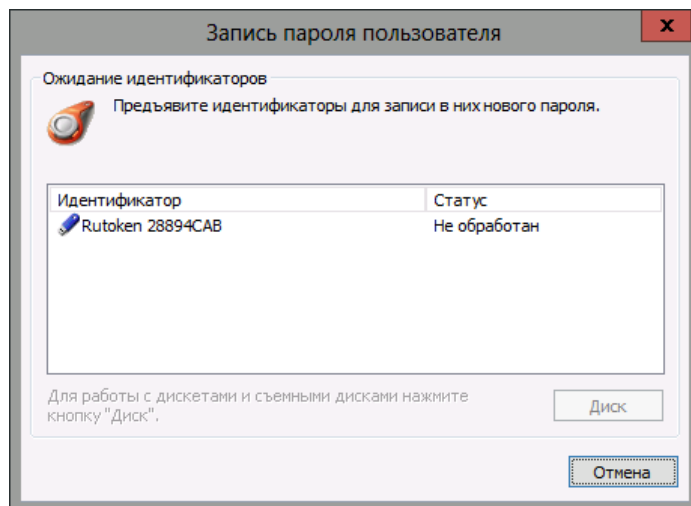 Запись пароля пользователя
x
Ожидание идентификаторов
Предъявите идентификаторы для записи в них нового пароля.
Идентификатор Статус
Rutoken 28894CAB Не обработан
Для работы с дискетами и съемными дисками нажмите
кнопку "Диск".
Диск
Отмена